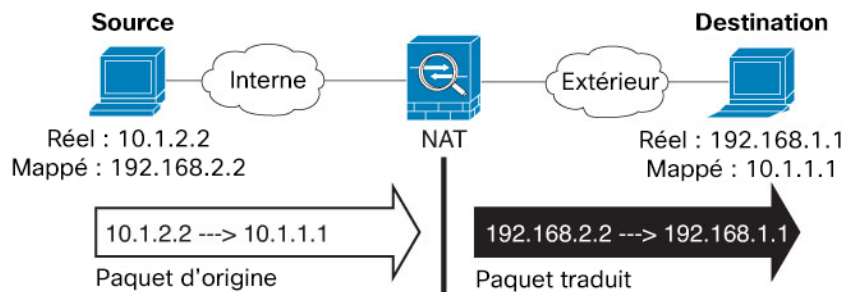 Source
Destination
Interne
Extérieur
NAT
Réel : 10.1.2.2
Mappé : 192.168.2.2
Réel : 192.168.1.1
Mappé : 10.1.1.1
10.1.2.2 ---> 10.1.1.1
192.168.2.2 ---> 192.168.1.1
Paquet d'origine
Paquet traduit